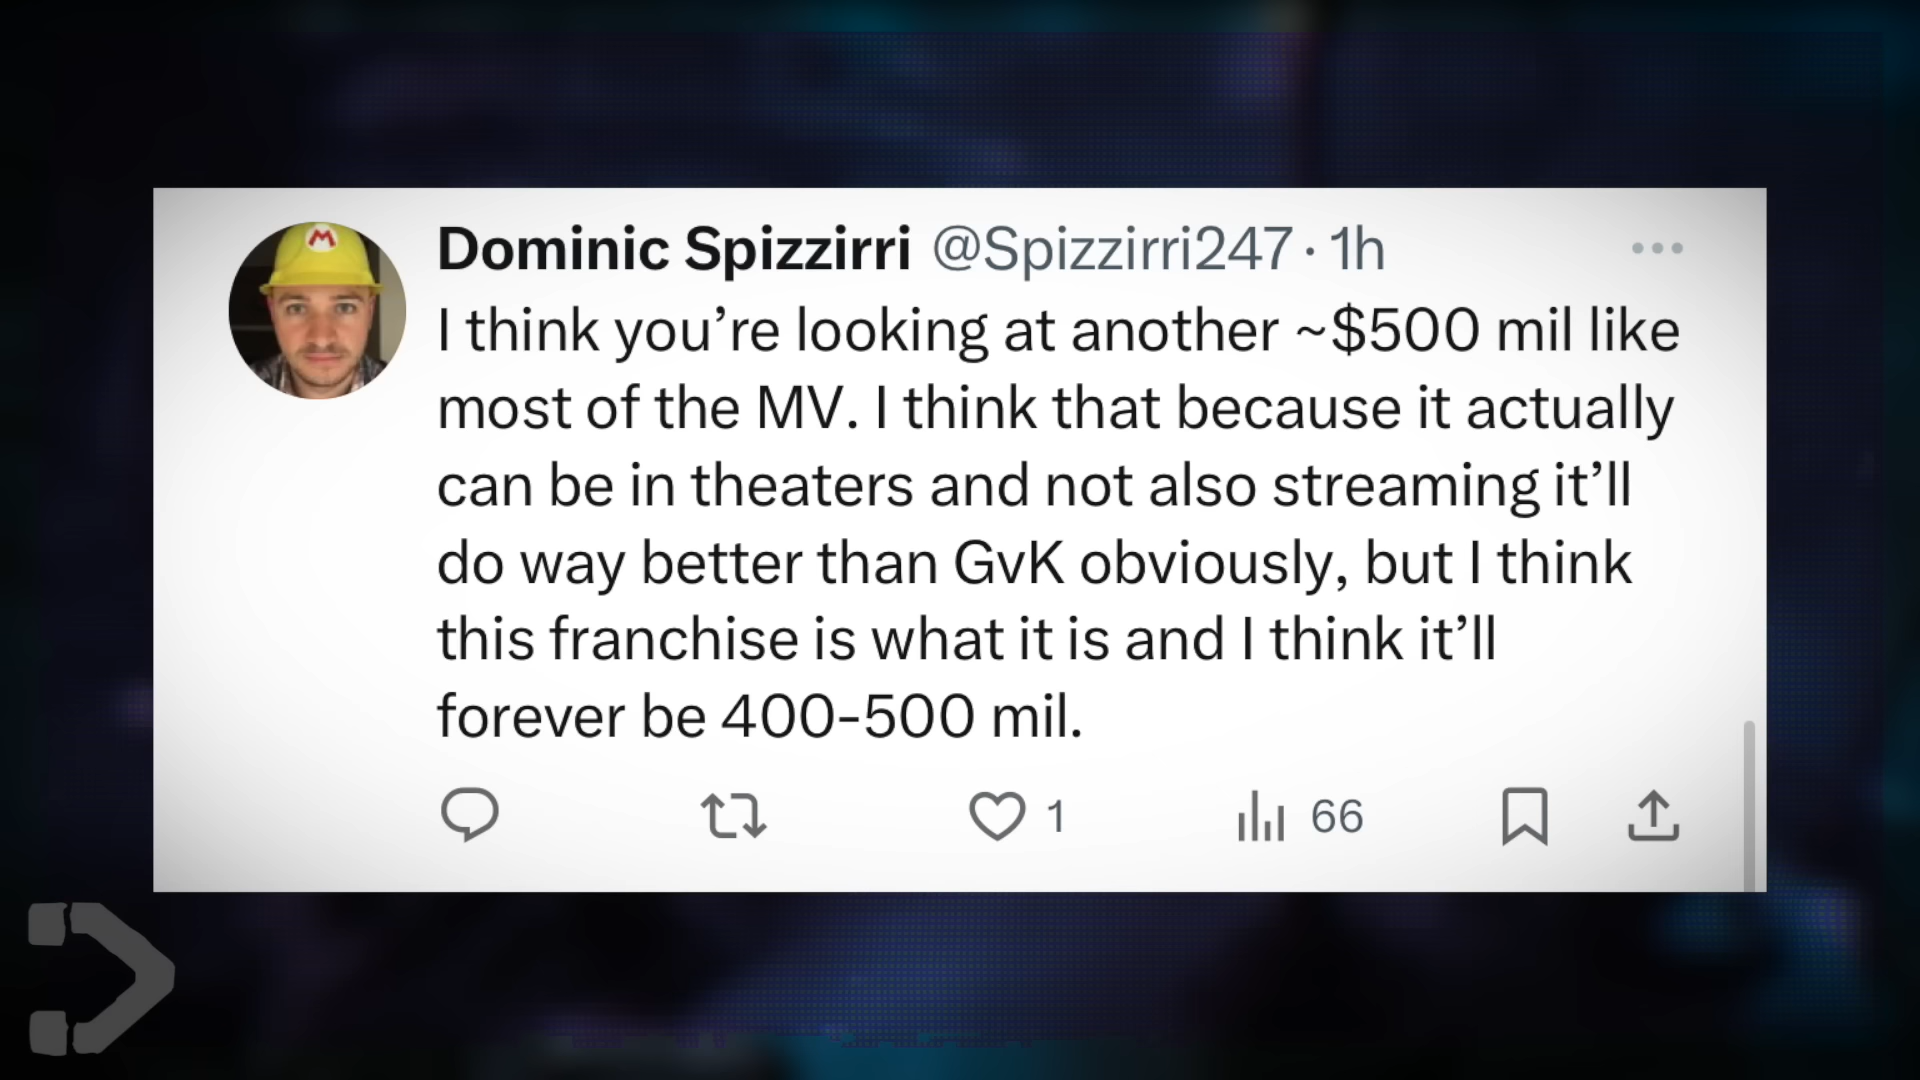 Dominic Spizzirri @Spizzirri247 · 1h
I think you’re looking at another ~$500 mil like
most of the MV. I think that because it actually
can be in theaters and not also streaming it’ll
do way better than GvK obviously, but I think
this franchise is what it is and I think it’ll
forever be 400-500 mil.
1 66
M